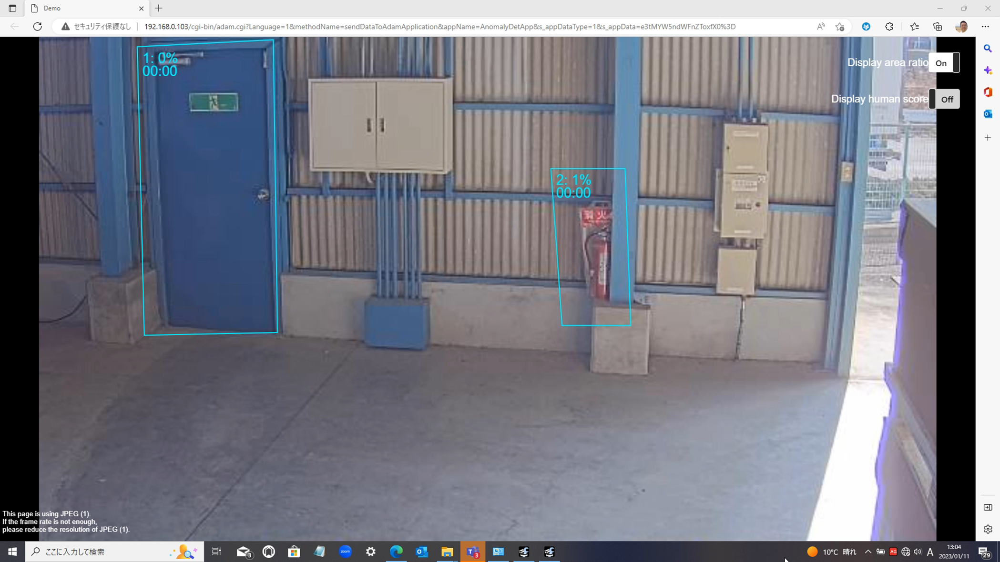 Demo
セキュリティ保護なし
192.168.0.103/cgi-bin/adam.cgi?Language=1&methodName=sendDataToAdamApplication&appName=AnomalyDetApp&s_appDataType=1&s_appData=e3tMYW5ndWFnZToxfX0%3D
1: 0%
00:00
Display area ratio On
Display human score Off
2: 1%
00:00
消火
This page is using JPEG (1).
If the frame rate is not enough,
please reduce the resolution of JPEG (1).
ここに入力して検索
3
zoom
T 3
10°C 晴れ
AG
A
13:04
2023/01/11
29